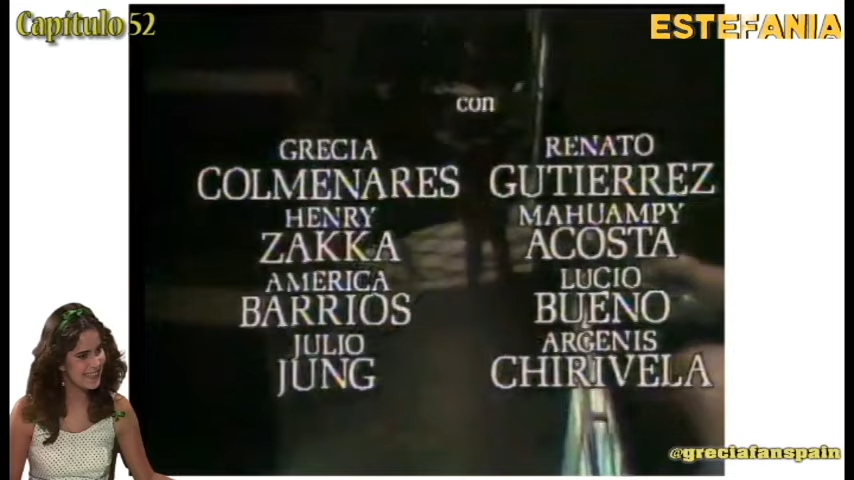 Capítulo 52
ESTEFANIA
con
GRECIA
COLMENARES
RENATO
GUTIERREZ
HENRY
ZAKKA
MAHUAMPY
ACOSTA
AMERICA
BARRIOS
LUCIO
BUENO
JULIO
JUNG
ARGENIS
CHIRIVELA
@greciafanspain